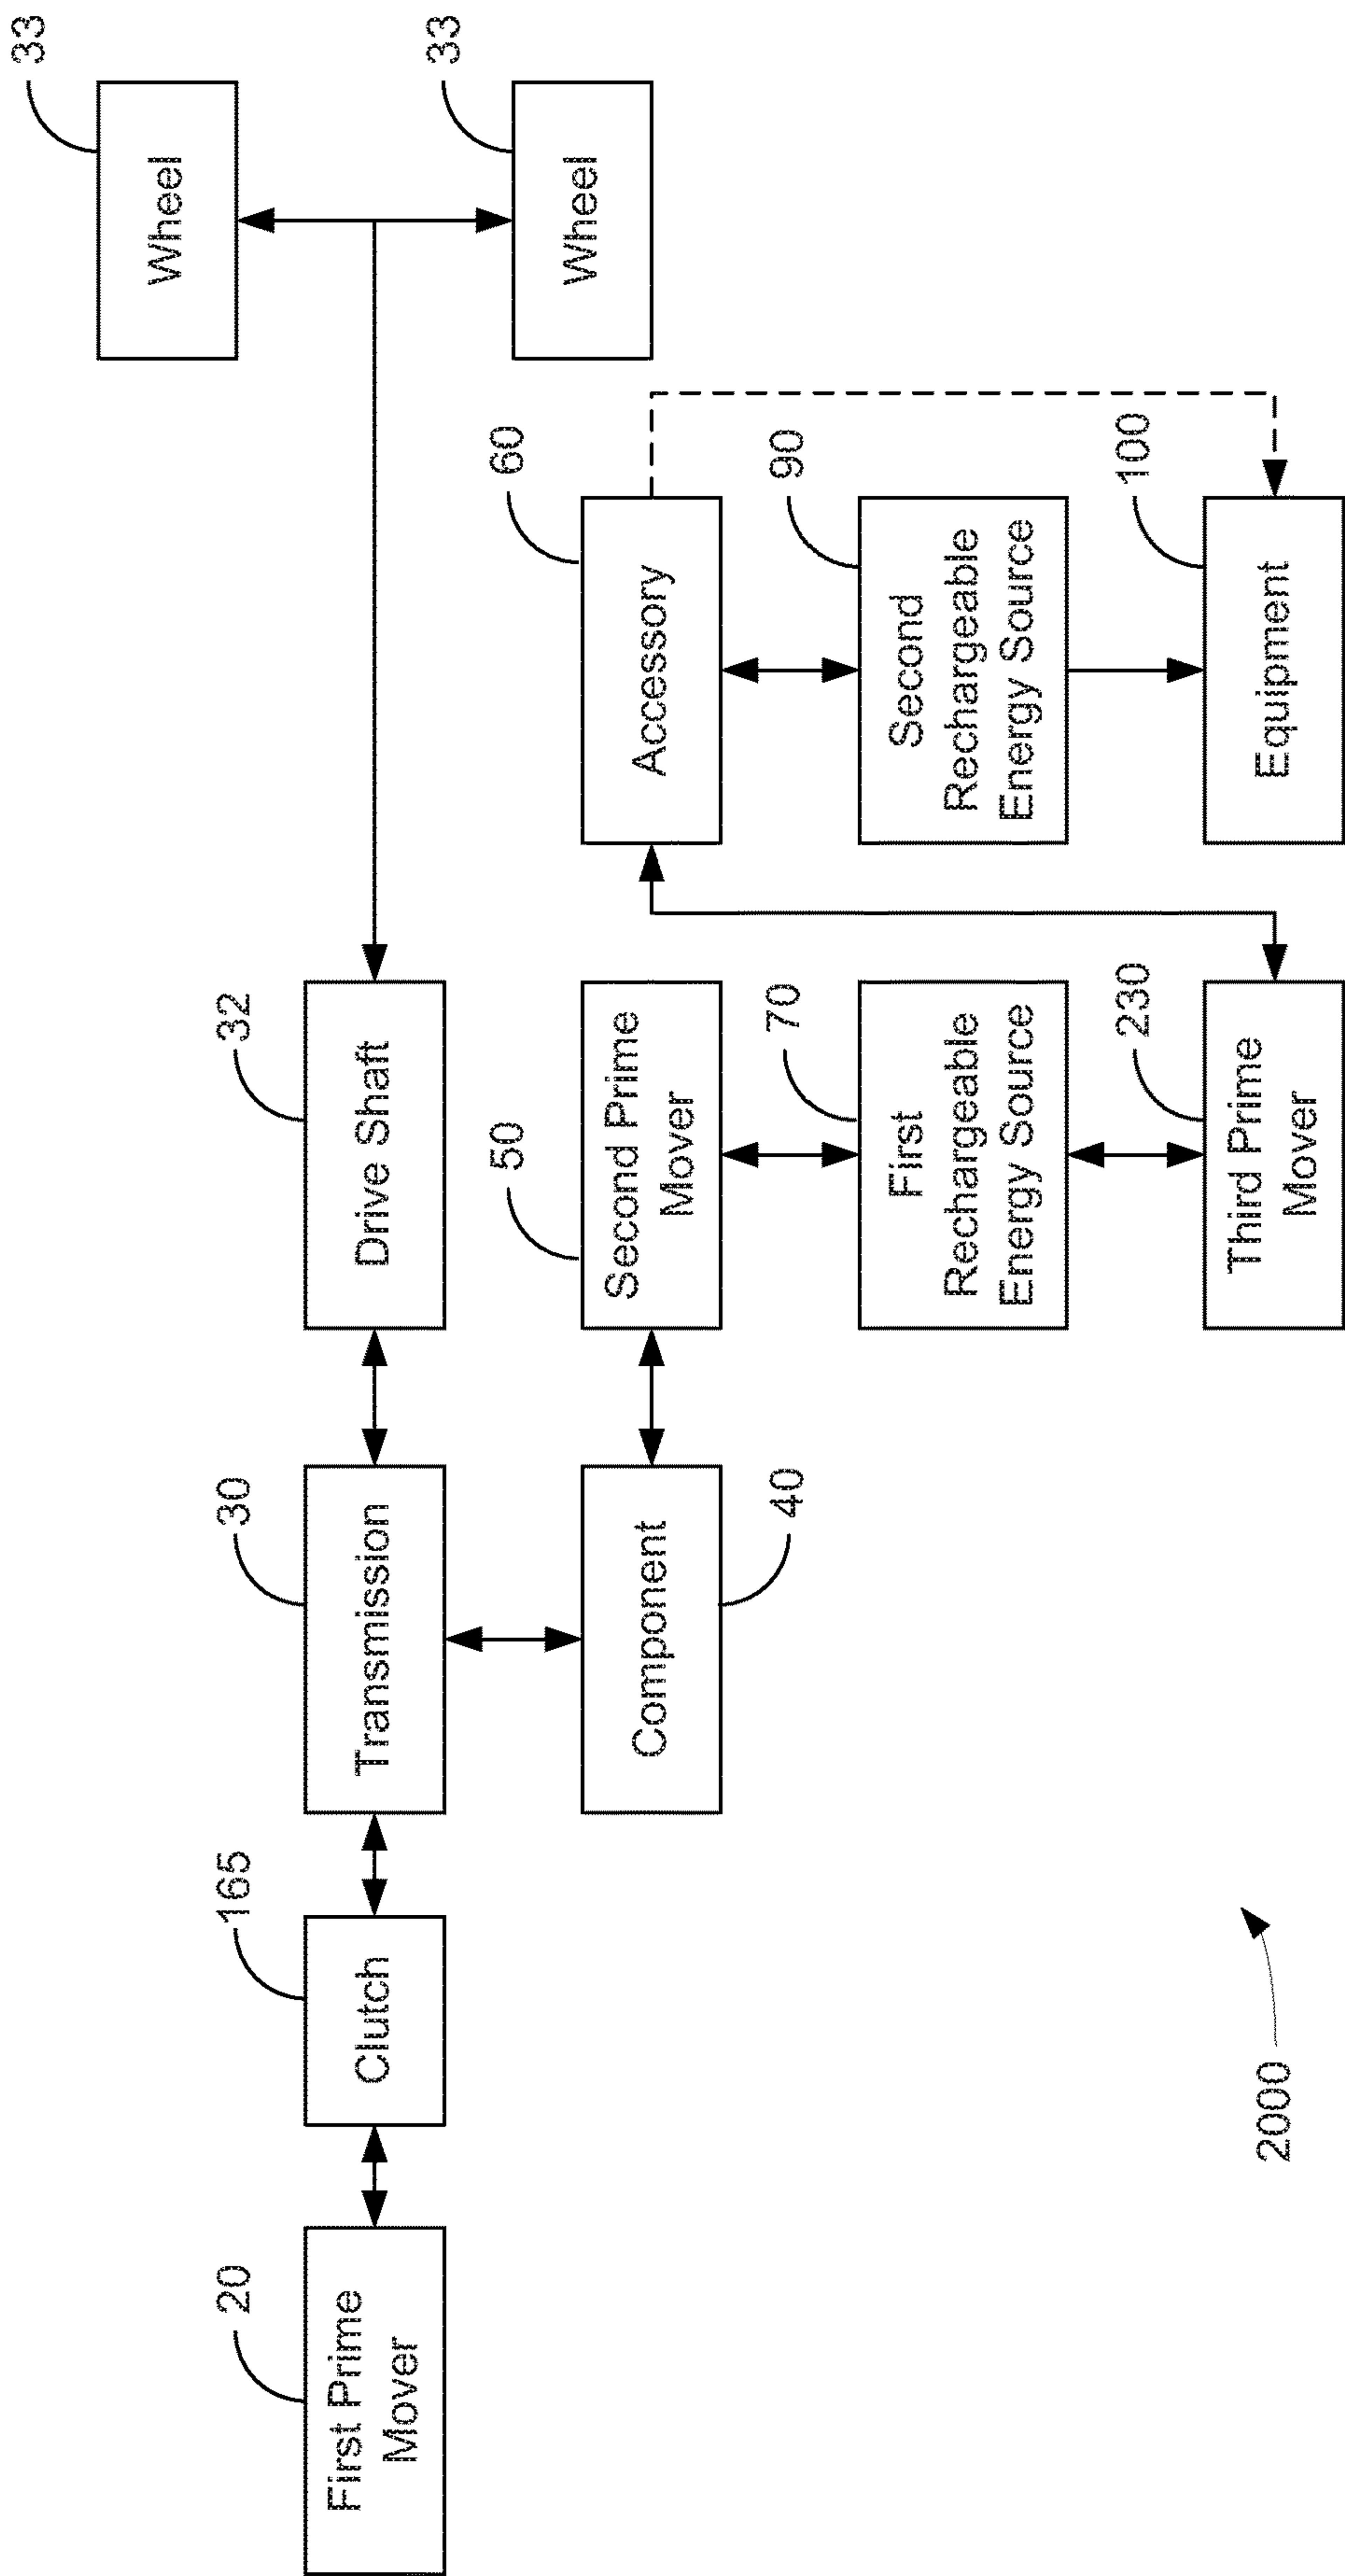 33
Wheel
33
Wheel
20
First Prime
Mover
165
Clutch
30
Transmission
32
Drive Shaft
40
Component
50
Second Prime
Mover
60
Accessory
70
First
Rechargeable
Energy Source
90
Second
Rechargeable
Energy Source
230
Third Prime
Mover
100
Equipment
2000